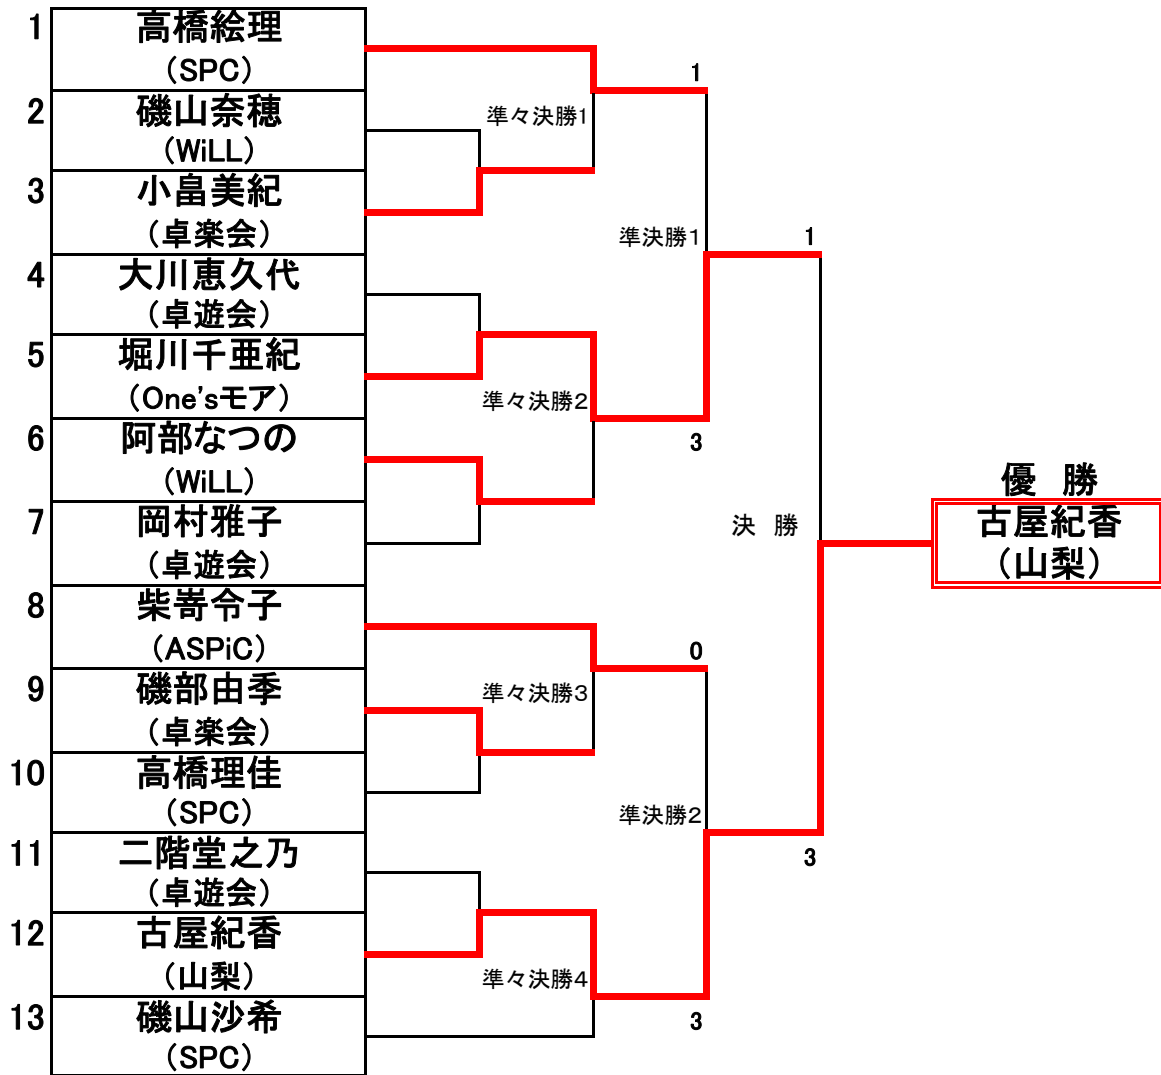 1
高橋絵理
(SPC)
2
磯山奈穂
(WiLL)
3
小畠美紀
(卓楽会)
4
大川恵久代
(卓遊会)
5
堀川千亜紀
(One'sモア)
6
阿部なつの
(WiLL)
7
岡村雅子
(卓遊会)
8
柴嵜令子
(ASPiC)
9
磯部由季
(卓楽会)
10
高橋理佳
(SPC)
11
二階堂之乃
(卓遊会)
12
古屋紀香
(山梨)
13
磯山沙希
(SPC)
準々決勝1
準々決勝2
準々決勝3
準々決勝4
1
準決勝1
3
0
準決勝2
3
1
決 勝
3
優 勝
古屋紀香
(山梨)